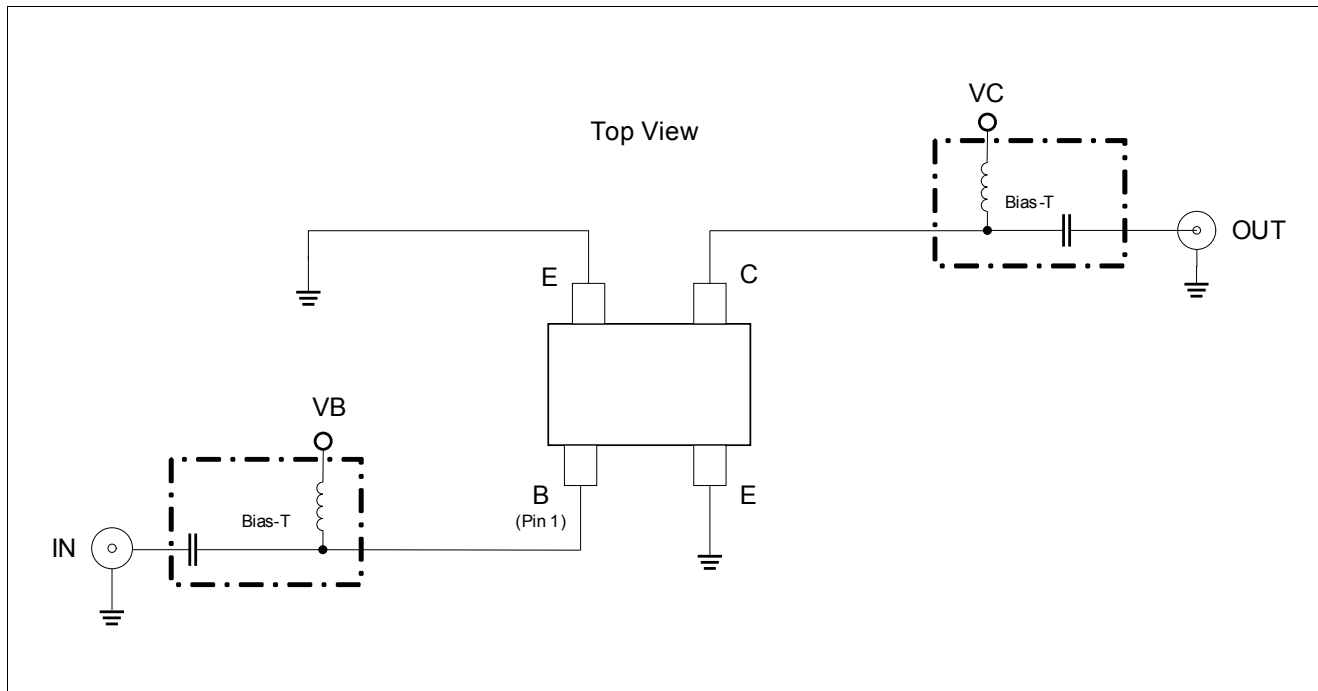 Top View
VC
Bias-T
OUT
E
C
VB
Bias-T
IN
B
(Pin 1)
E